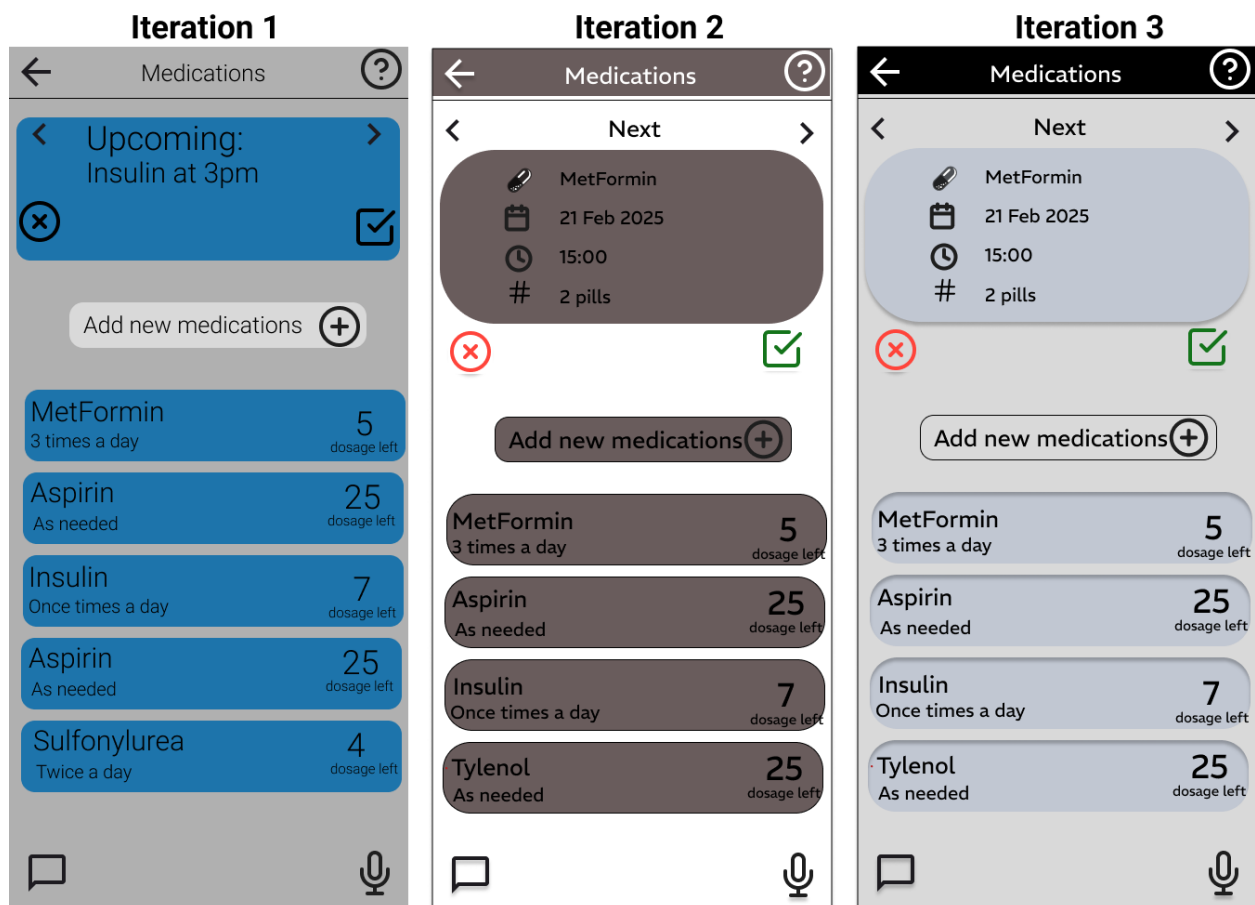 Iteration 1
Medications
Upcoming:
Insulin at 3pm
Add new medications
MetFormin
3 times a day
5
dosage left
Aspirin
As needed
25
dosage left
Insulin
Once times a day
7
dosage left
Aspirin
As needed
25
dosage left
Sulfonylurea
Twice a day
4
dosage left
Iteration 2
Medications
Next
MetFormin
21 Feb 2025
15:00
# 2 pills
Add new medications
MetFormin
3 times a day
5
dosage left
Aspirin
As needed
25
dosage left
Insulin
Once times a day
7
dosage left
Tylenol
As needed
25
dosage left
Iteration 3
Medications
Next
MetFormin
21 Feb 2025
15:00
# 2 pills
Add new medications
MetFormin
3 times a day
5
dosage left
Aspirin
As needed
25
dosage left
Insulin
Once times a day
7
dosage left
Tylenol
As needed
25
dosage left